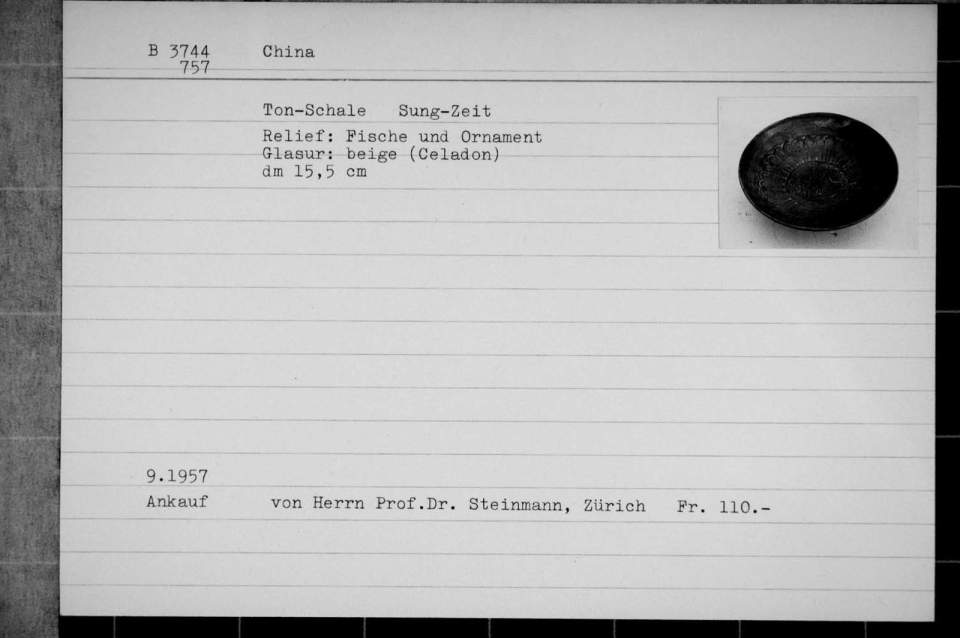 B 3744 China
757
Ton-Schale Sung-Zeit
Relief: Fische und Ornament
Glasur: beige (Celadon)
dm 15,5 cm
9.1957
Ankauf von Herrn Prof.Dr. Steinmann, Zürich Fr. 110.-